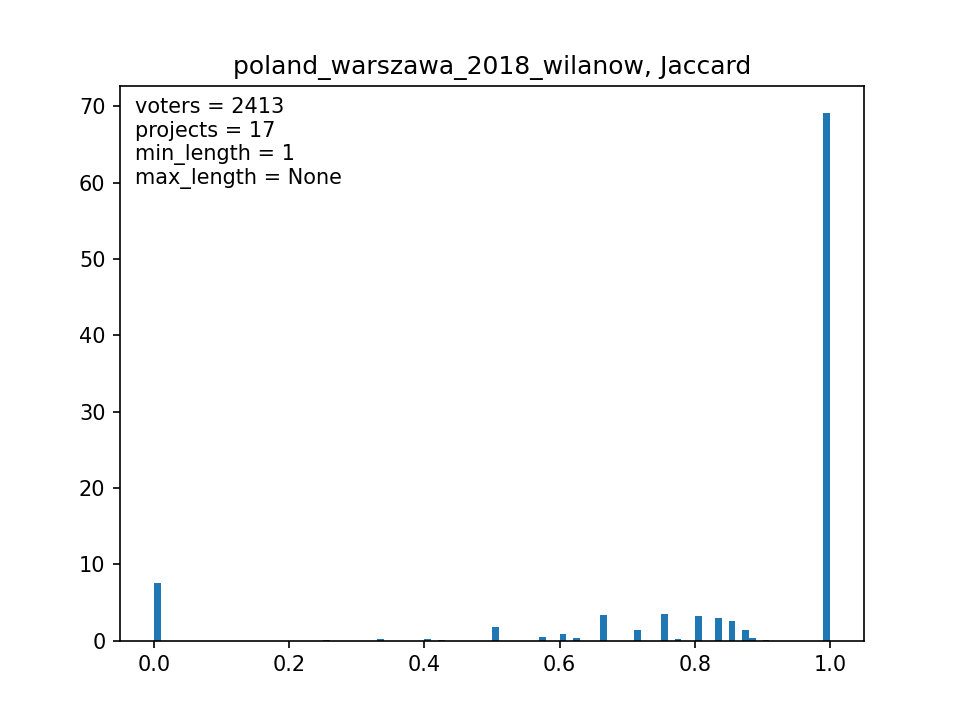 poland_warszawa_2018_wilanow, Jaccard
voters = 2413
projects = 17
min_length = 1
max_length = None
70
60
50
40
30
20
10
0
0.0 0.2 0.4 0.6 0.8 1.0